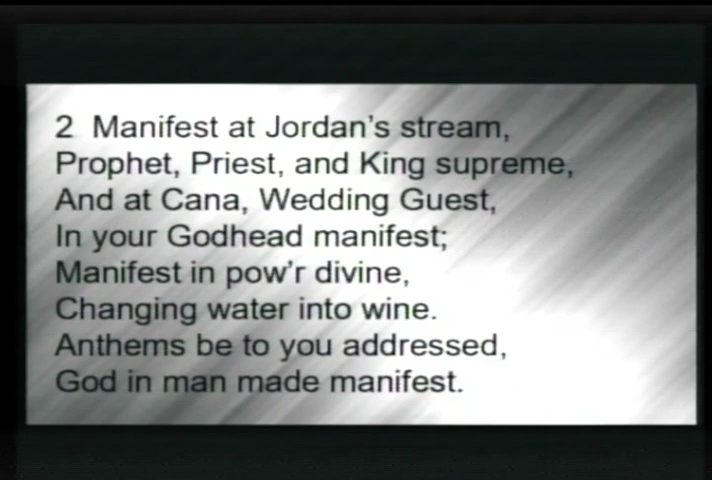 2 Manifest at Jordan's stream,
Prophet, Priest, and King supreme,
And at Cana, Wedding Guest,
In your Godhead manifest;
Manifest in pow'r divine,
Changing water into wine.
Anthems be to you addressed,
God in man made manifest.